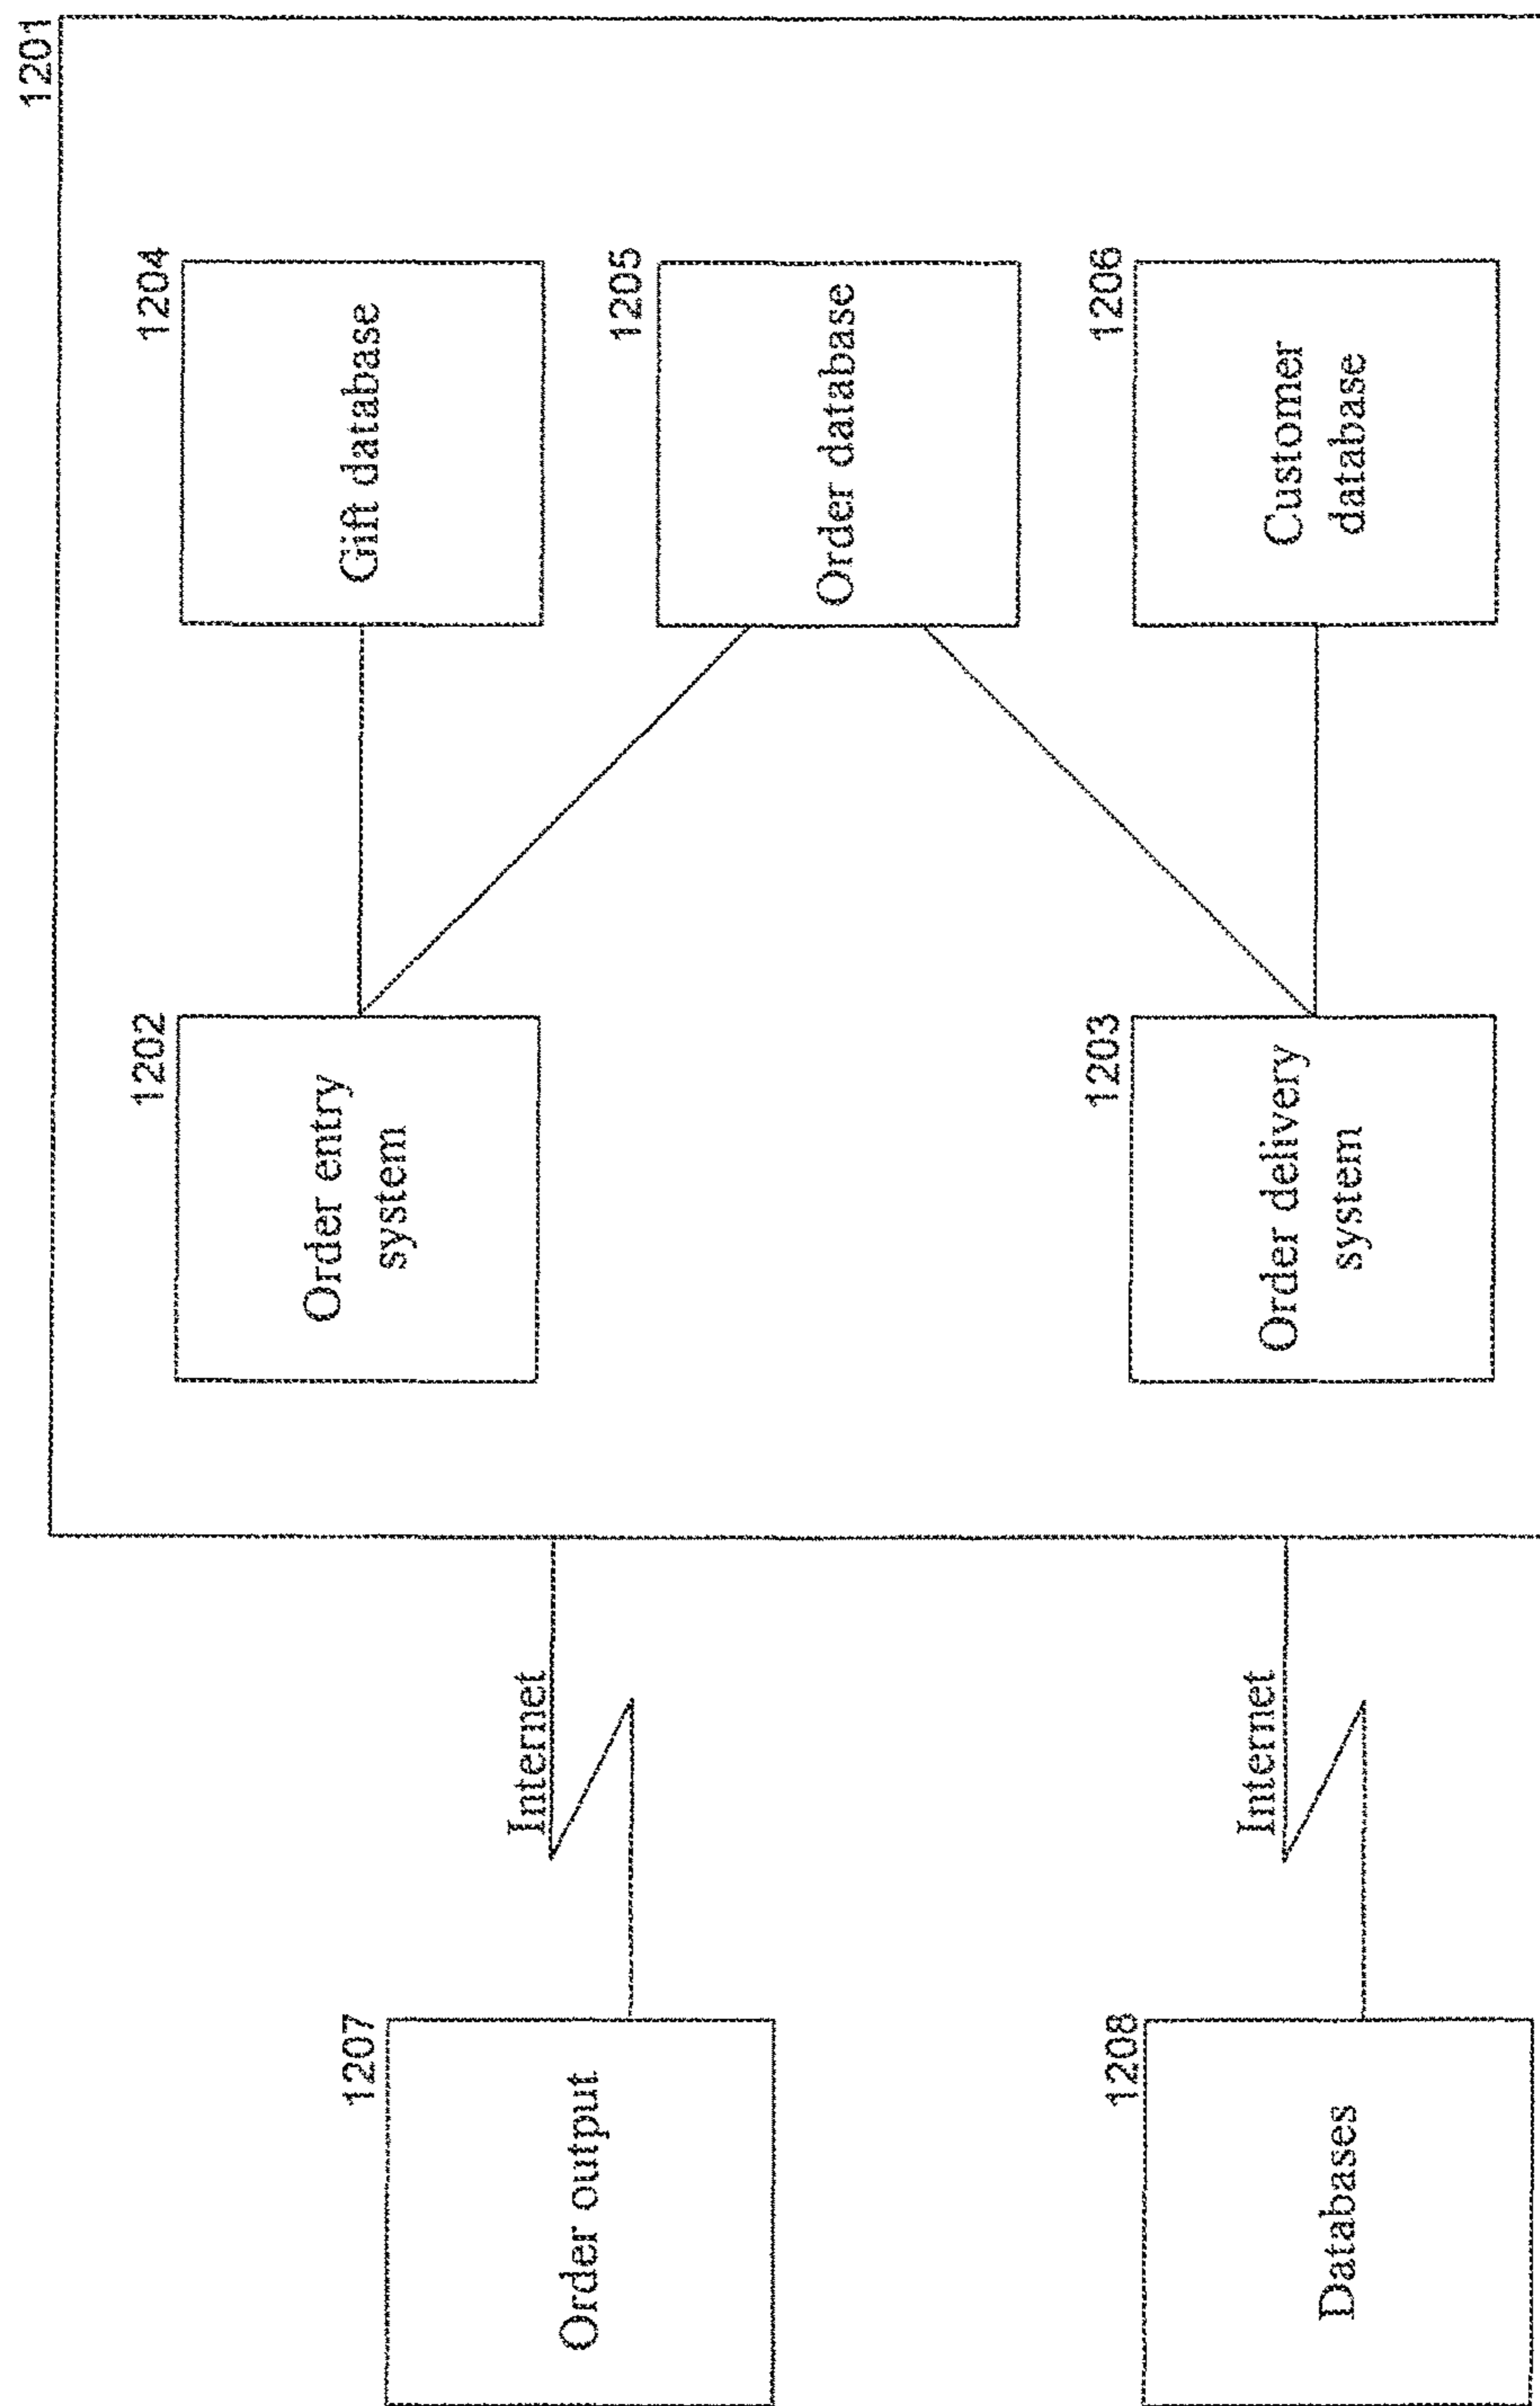 1201
1202
Order entry
system
1204
Gift database
1205
Order database
1203
Order delivery
system
1206
Customer
database
1207
Order output
Internet
1208
Databases
Internet